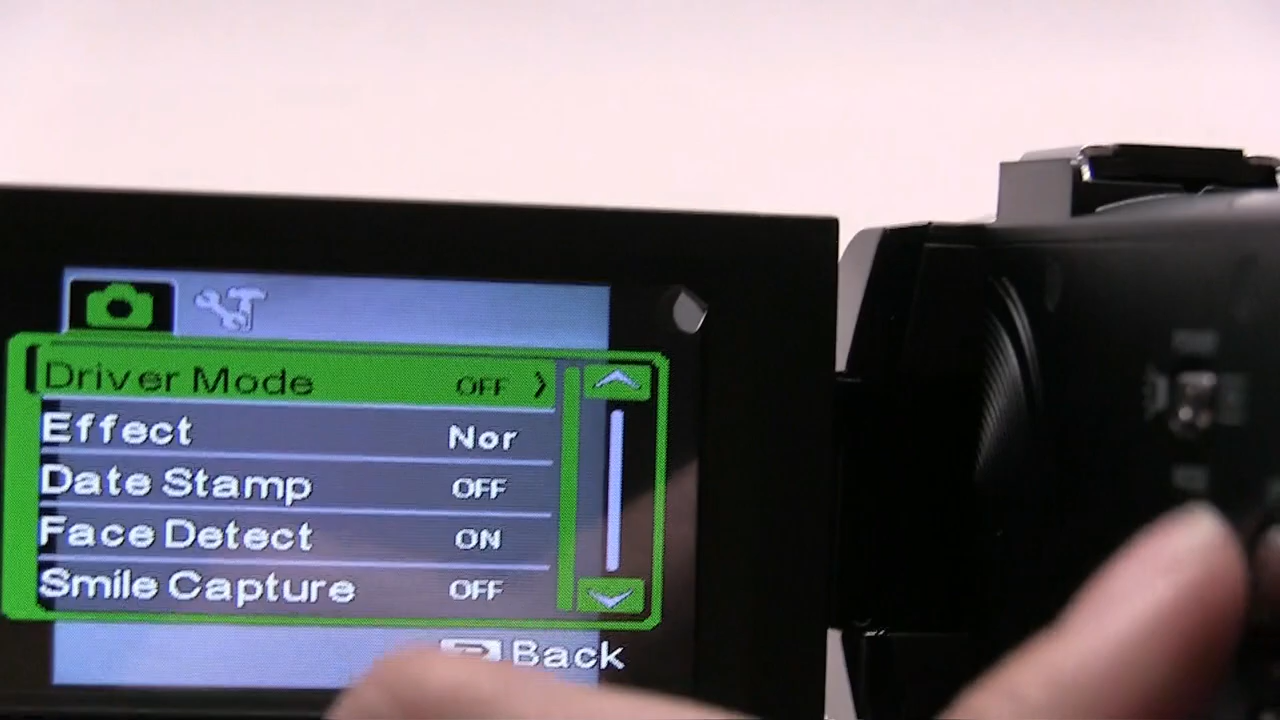 Driver Mode OFF
Effect Nor
Date Stamp OFF
Face Detect ON
Smile Capture OFF
Back